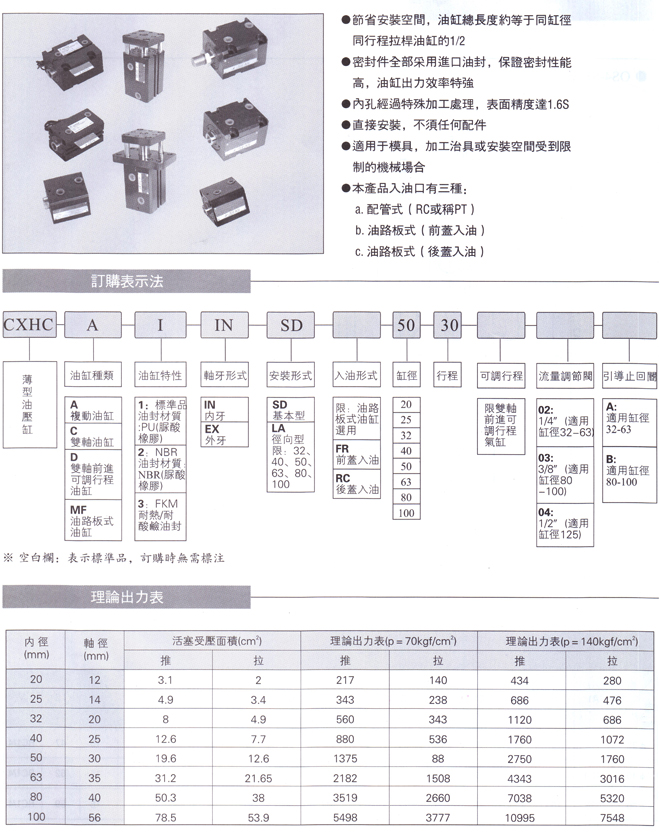 ●節省安裝空間，油缸總長度約等于同缸徑
同行程拉桿油缸的1/2
●密封件全部采用進口油封，保證密封性能
高，油缸出力效率特強
●內孔經過特殊加工處理，表面精度達1.6S
●直接安裝，不須任何配件
●適用于模具，加工治具或安裝空間受到限
制的機械場合
●本產品入油口有三種：
a. 配管式（RC或稱PT）
b. 油路板式（前蓋入油）
c. 油路板式（後蓋入油）
訂購表示法
CXHC A I IN SD 50 30
薄型油壓缸
油缸種類
A
複動油缸
C
雙軸油缸
D
雙軸前進
可調行程
油缸
MF
油路板式
油缸
油缸特性
1：標準品
油封材質
:PU(尿酸
橡膠)
2：NBR
油封材質:
NBR(尿酸
橡膠)
3：FKM
耐熱/耐
酸鹼油封
軸牙形式
IN
內牙
EX
外牙
安裝形式
SD
基本型
LA
徑向型
限：32、
40、50、
63、80、
100
入油形式
限：油路
板式油缸
選用
FR
前蓋入油
RC
後蓋入油
缸徑
20
25
32
40
50
63
80
100
行程
可調行程
限雙軸
前進可
調行程
氣缸
流量調節閥
02:
1/4″（適用
缸徑32-63)
03:
3/8″（適用
缸徑80
-100)
04:
1/2″（適用
缸徑125)
引導止回閥
A:
適用缸徑
32-63
B:
適用缸徑
80-100
※ 空白欄：表示標準品，訂購時無需標注
理論出力表
內徑 (mm) 軸徑 (mm) 活塞受壓面積(cm²) 理論出力表(p = 70kgf/cm²) 理論出力表(p = 140kgf/cm²)
推 拉 推 拉 推 拉
20 12 3.1 2 217 140 434 280
25 14 4.9 3.4 343 238 686 476
32 20 8 4.9 560 343 1120 686
40 25 12.6 7.7 880 536 1760 1072
50 30 19.6 12.6 1375 88 2750 1760
63 35 31.2 21.65 2182 1508 4343 3016
80 40 50.3 38 3519 2660 7038 5320
100 56 78.5 53.9 5498 3777 10995 7548